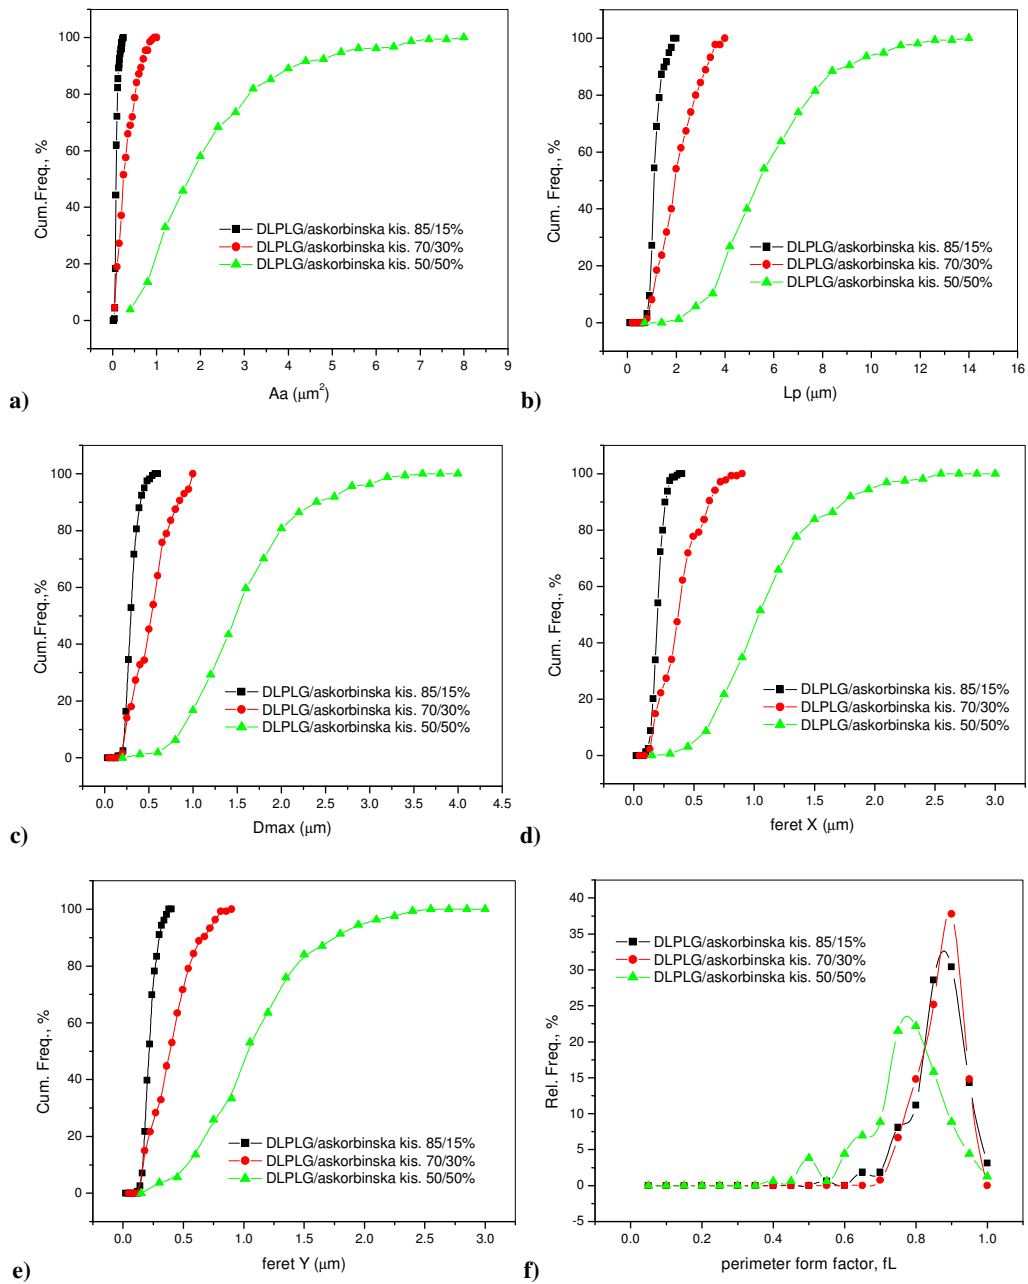 100
80
60
40
20
0
Cum.Freq., %
DLPLG/askorbinska kis. 85/15%
DLPLG/askorbinska kis. 70/30%
DLPLG/askorbinska kis. 50/50%
0 1 2 3 4 5 6 7 8 9
Aa (μm²)
a)
100
80
60
40
20
0
Cum. Freq., %
DLPLG/askorbinska kis. 85/15%
DLPLG/askorbinska kis. 70/30%
DLPLG/askorbinska kis. 50/50%
0 2 4 6 8 10 12 14 16
Lp (μm)
b)
100
80
60
40
20
0
Cum.Freq.,%
DLPLG/askorbinska kis. 85/15%
DLPLG/askorbinska kis. 70/30%
DLPLG/askorbinska kis. 50/50%
0.0 0.5 1.0 1.5 2.0 2.5 3.0 3.5 4.0 4.5
Dmax (μm)
c)
100
80
60
40
20
0
Cum. Freq., %
DLPLG/askorbinska kis. 85/15%
DLPLG/askorbinska kis. 70/30%
DLPLG/askorbinska kis. 50/50%
0.0 0.5 1.0 1.5 2.0 2.5 3.0
feret X (μm)
d)
100
80
60
40
20
0
Cum. Freq., %
DLPLG/askorbinska kis. 85/15%
DLPLG/askorbinska kis. 70/30%
DLPLG/askorbinska kis. 50/50%
0.0 0.5 1.0 1.5 2.0 2.5 3.0
feret Y (μm)
e)
40
35
30
25
20
15
10
5
0
-5
Rel. Freq., %
DLPLG/askorbinska kis. 85/15%
DLPLG/askorbinska kis. 70/30%
DLPLG/askorbinska kis. 50/50%
0.0 0.2 0.4 0.6 0.8 1.0
perimeter form factor, fL
f)